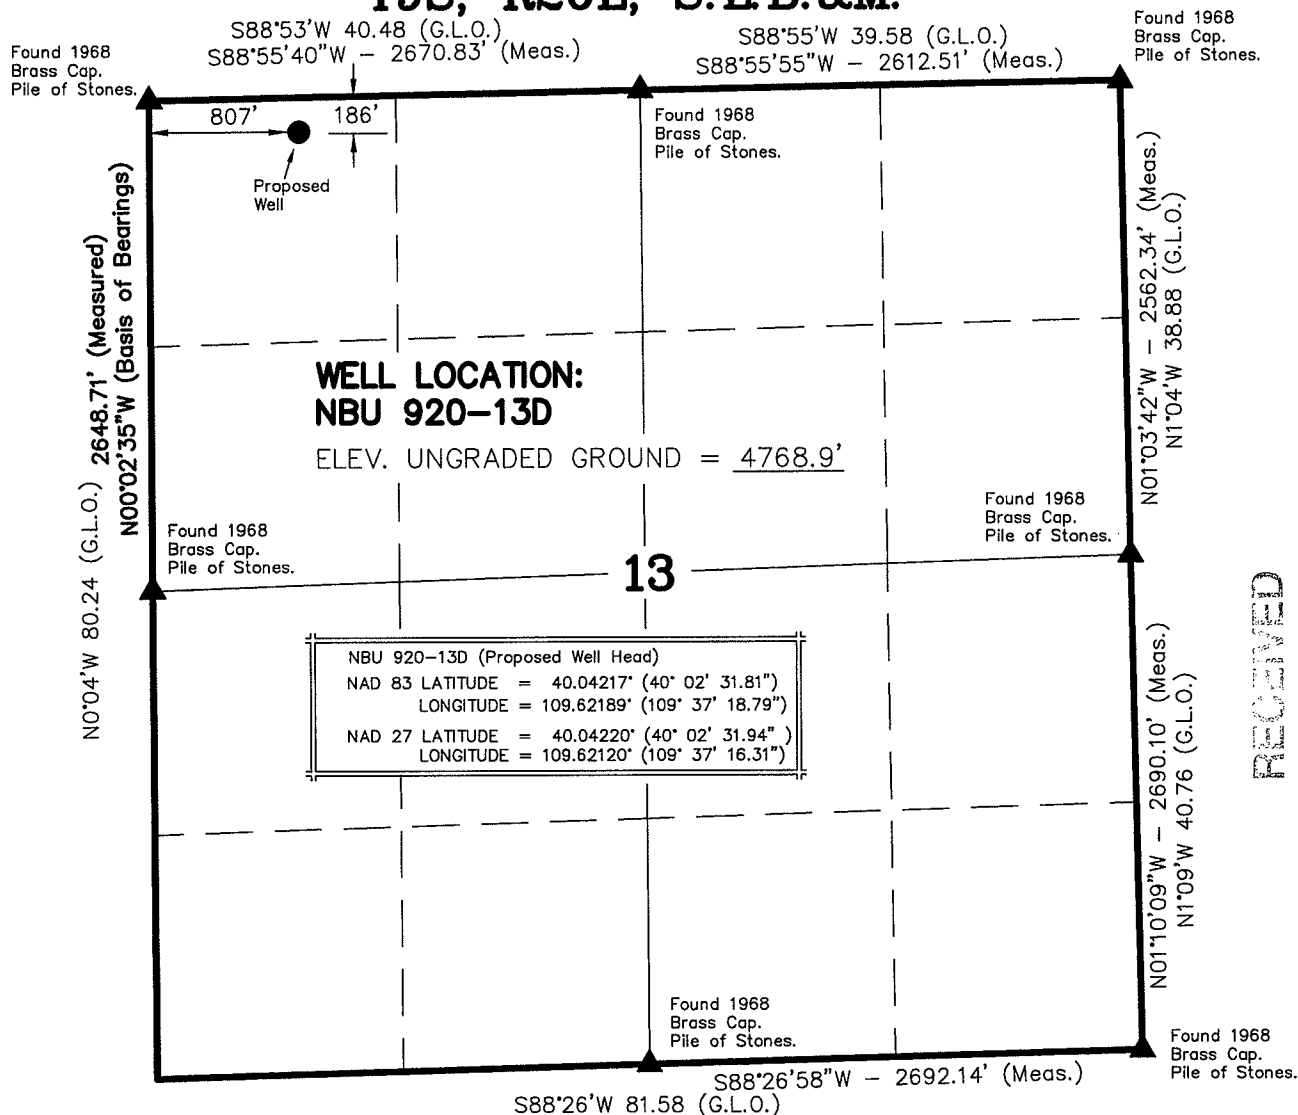 T9S, R20E, S.L.B.&M.
S88°53'W 40.48 (G.L.O.)
S88°55'40"W – 2670.83' (Meas.)
S88°55'W 39.58 (G.L.O.)
S88°55'55"W – 2612.51' (Meas.)
Found 1968
Brass Cap.
Pile of Stones.
Found 1968
Brass Cap.
Pile of Stones.
807'
186'
Found 1968
Brass Cap.
Pile of Stones.
Proposed
Well
N0°04'W 80.24 (G.L.O.)
2648.71' (Measured)
N00°02'35"W (Basis of Bearings)
N01°03'42"W – 2562.34' (Meas.)
N1°04'W 38.88 (G.L.O.)
WELL LOCATION:
NBU 920–13D
ELEV. UNGRADED GROUND = 4768.9'
Found 1968
Brass Cap.
Pile of Stones.
Found 1968
Brass Cap.
Pile of Stones.
13
RECEIVED
NBU 920–13D (Proposed Well Head)
NAD 83 LATITUDE = 40.04217° (40° 02' 31.81")
LONGITUDE = 109.62189° (109° 37' 18.79")
NAD 27 LATITUDE = 40.04220° (40° 02' 31.94" )
LONGITUDE = 109.62120° (109° 37' 16.31")
N01°10'09"W – 2690.10' (Meas.)
N1°09'W 40.76 (G.L.O.)
Found 1968
Brass Cap.
Pile of Stones.
Found 1968
Brass Cap.
Pile of Stones.
S88°26'58"W – 2692.14' (Meas.)
S88°26'W 81.58 (G.L.O.)